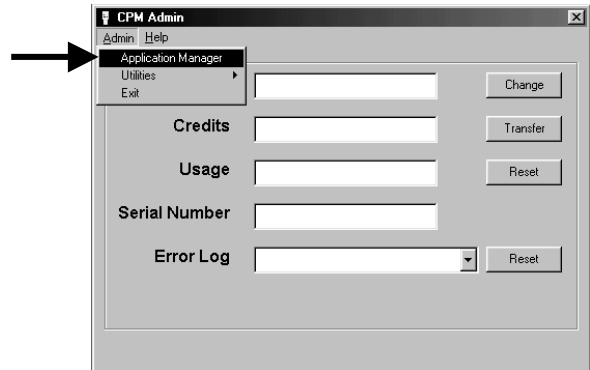 CPM Admin
Admin Help
Application Manager
Utilities
Exit
Change
Credits
Transfer
Usage
Reset
Serial Number
Error Log
Reset